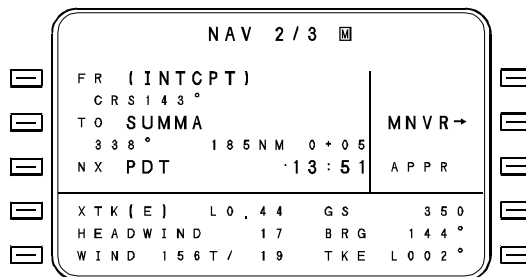 NAV 2/3 M
FR (INTCPT)
CRS143°
TO SUMMA MNVR→
338° 185NM 0+05
NX PDT 13:51 APPR
XTK(E) L0.44 GS 350
HEADWIND 17 BRG 144°
WIND 156T/ 19 TKE L002°